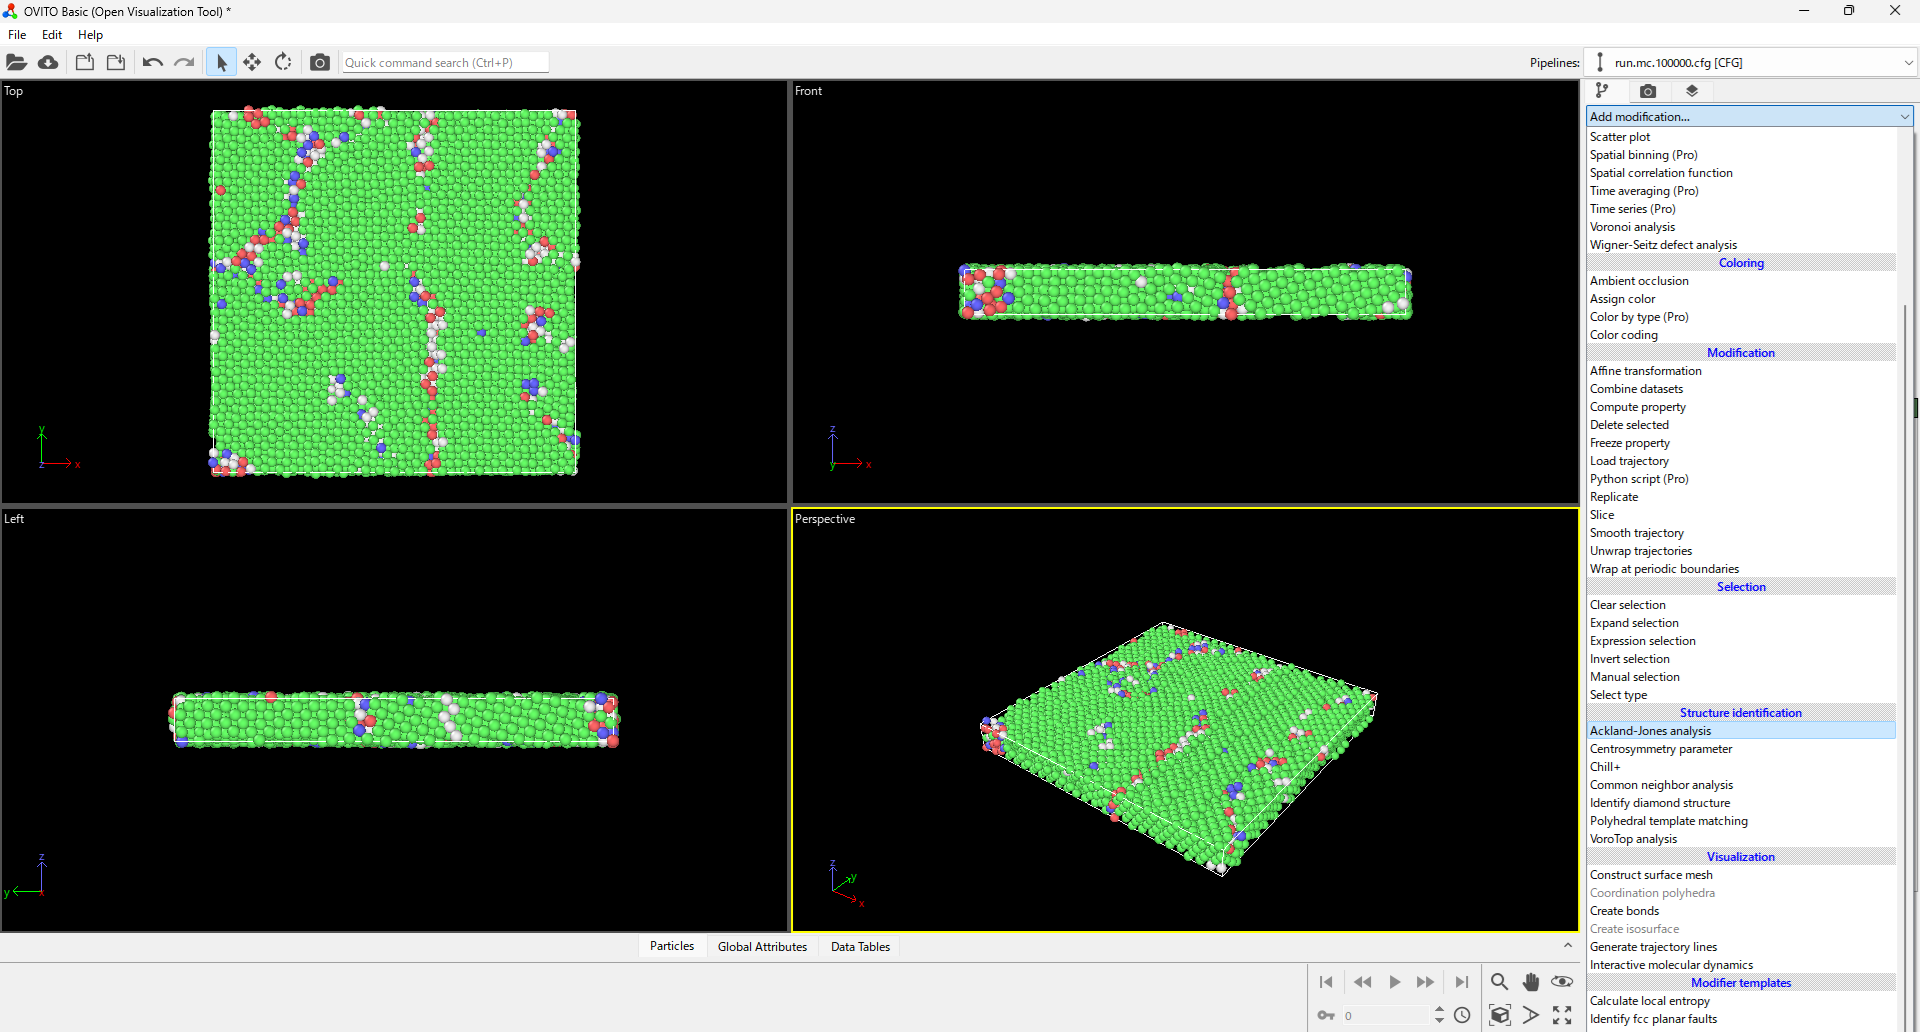 OVITO Basic (Open Visualization Tool) *
File Edit Help
Quick command search (Ctrl+P)
Pipelines: run.mc.100000.cfg [CFG]
Top
y
z
x
Front
z
y
x
Left
z
y
x
Perspective
z
y
x
Add modification...
Scatter plot
Spatial binning (Pro)
Spatial correlation function
Time averaging (Pro)
Time series (Pro)
Voronoi analysis
Wigner-Seitz defect analysis
Coloring
Ambient occlusion
Assign color
Color by type (Pro)
Color coding
Modification
Affine transformation
Combine datasets
Compute property
Delete selected
Freeze property
Load trajectory
Python script (Pro)
Replicate
Slice
Smooth trajectory
Unwrap trajectories
Wrap at periodic boundaries
Selection
Clear selection
Expand selection
Expression selection
Invert selection
Manual selection
Select type
Structure identification
Ackland-Jones analysis
Centrosymmetry parameter
Chill+
Common neighbor analysis
Identify diamond structure
Polyhedral template matching
VoroTop analysis
Visualization
Construct surface mesh
Coordination polyhedra
Create bonds
Create isosurface
Generate trajectory lines
Interactive molecular dynamics
Modifier templates
Calculate local entropy
Identify fcc planar faults
Particles Global Attributes Data Tables
0